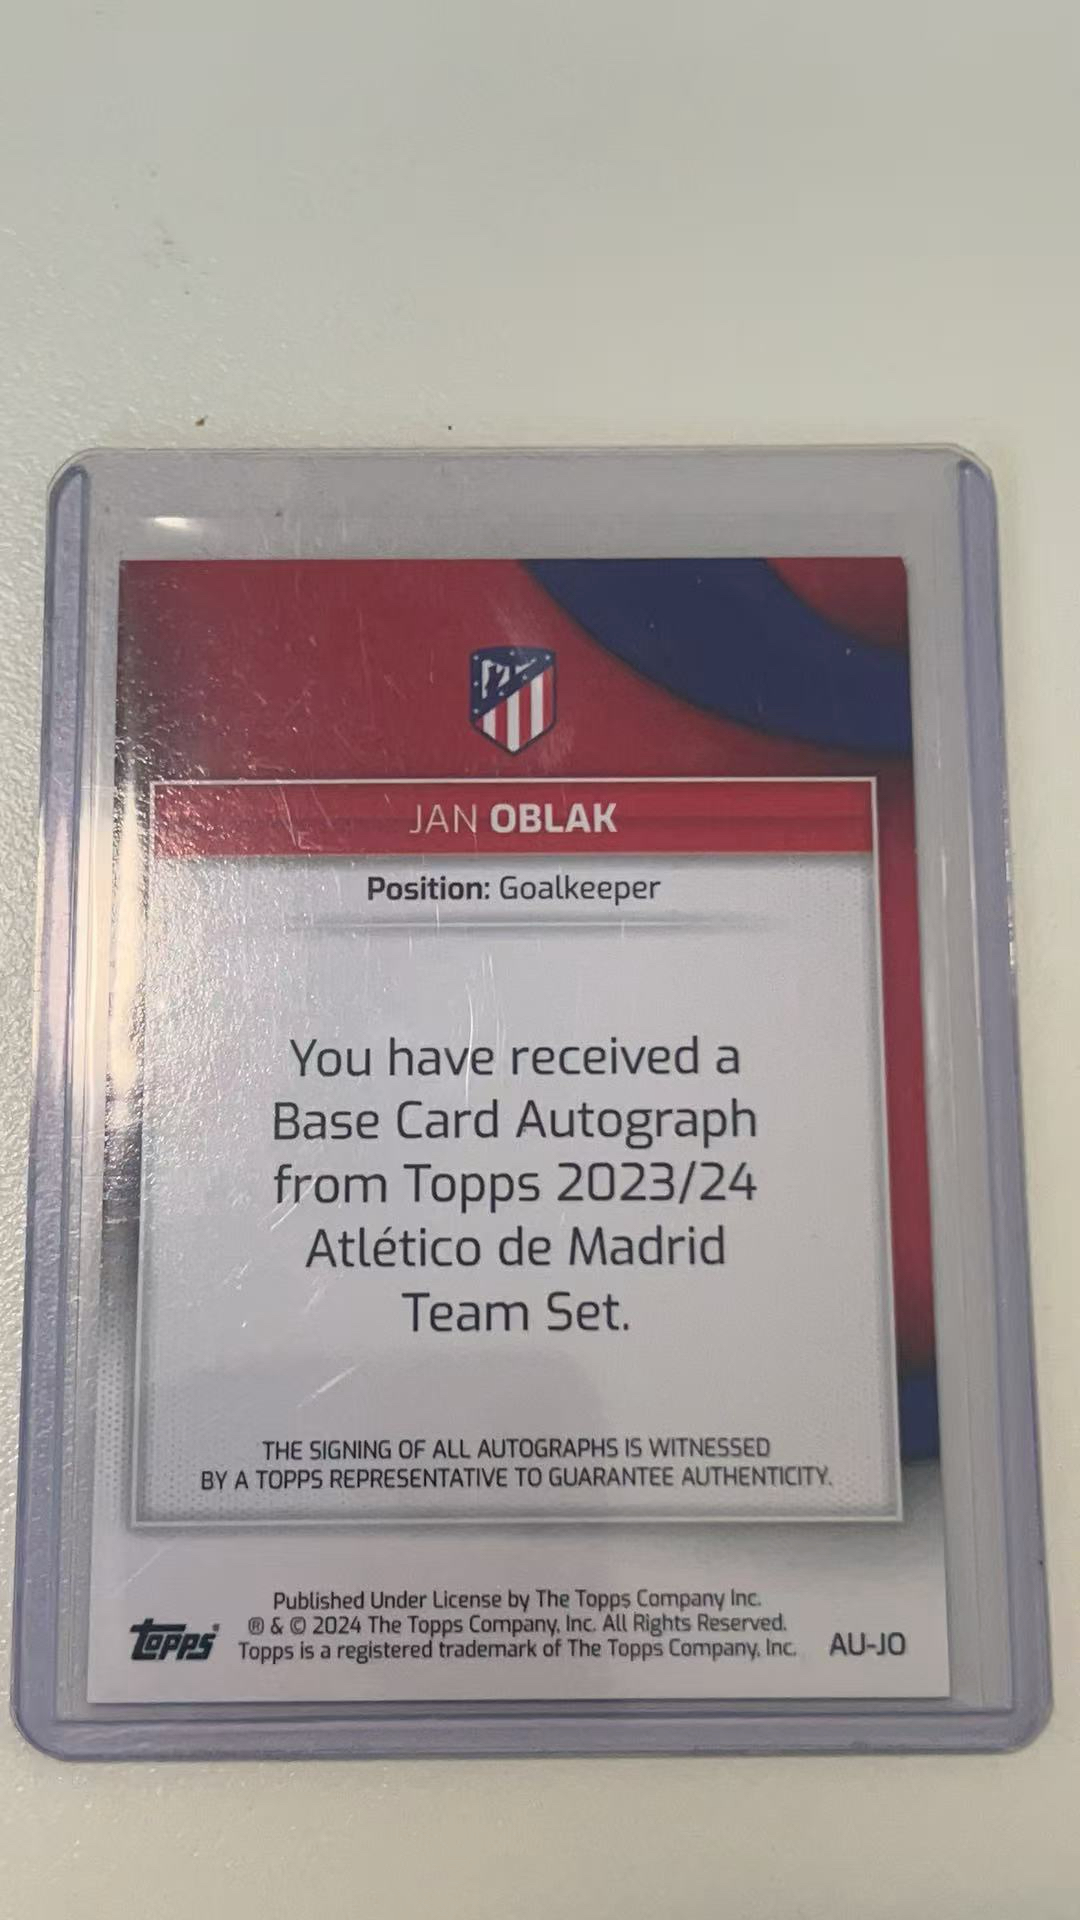 JAN OBLAK
Position: Goalkeeper
You have received a
Base Card Autograph
from Topps 2023/24
Atlético de Madrid
Team Set.
THE SIGNING OF ALL AUTOGRAPHS IS WITNESSED
BY A TOPPS REPRESENTATIVE TO GUARANTEE AUTHENTICITY.
Published Under License by The Topps Company Inc.
® & © 2024 The Topps Company, Inc. All Rights Reserved.
Topps is a registered trademark of The Topps Company, Inc.
Topps®
AU-JO